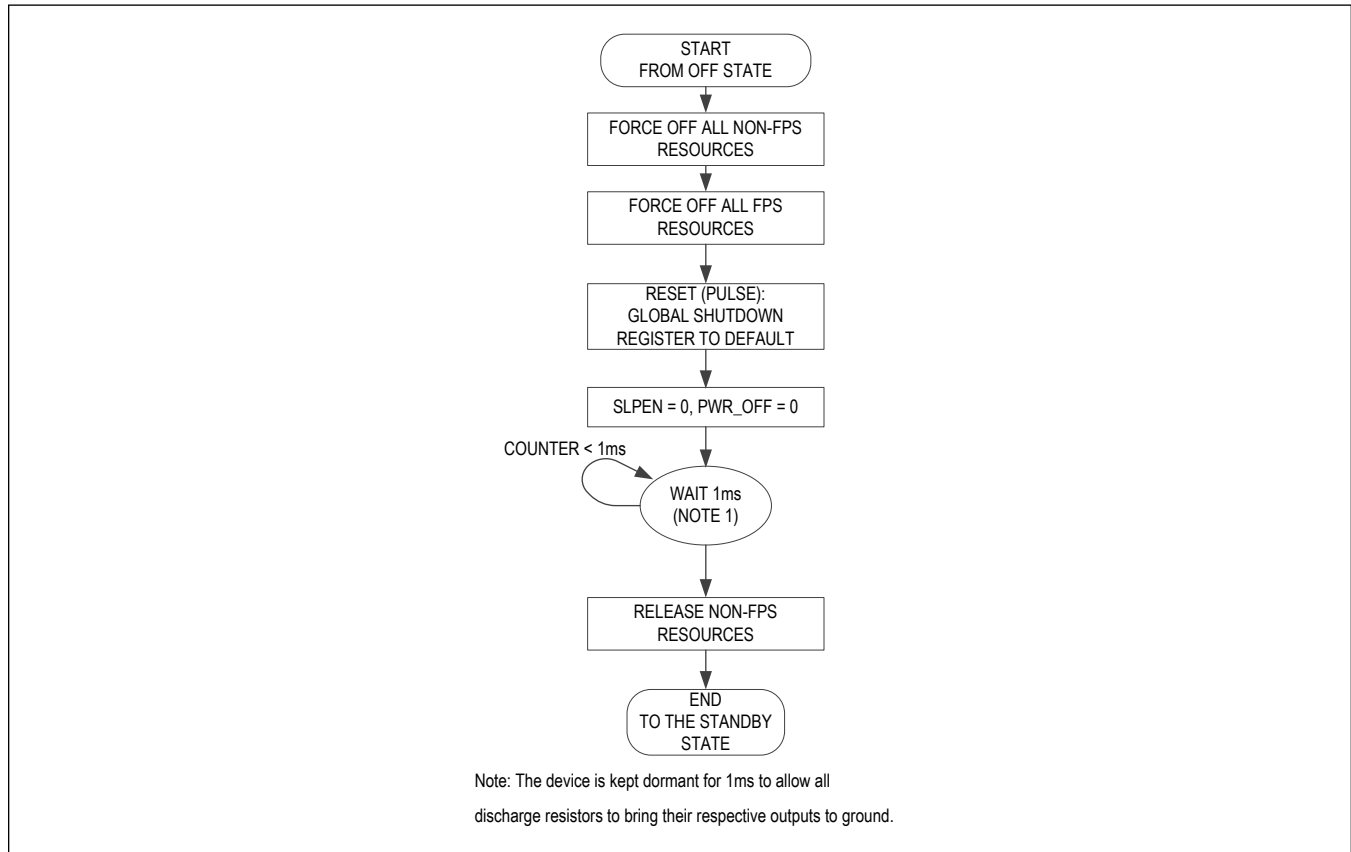 START
FROM OFF STATE
FORCE OFF ALL NON-FPS
RESOURCES
FORCE OFF ALL FPS
RESOURCES
RESET (PULSE):
GLOBAL SHUTDOWN
REGISTER TO DEFAULT
SLPEN = 0, PWR_OFF = 0
COUNTER < 1ms
WAIT 1ms
(NOTE 1)
RELEASE NON-FPS
RESOURCES
END
TO THE STANDBY
STATE
Note: The device is kept dormant for 1ms to allow all
discharge resistors to bring their respective outputs to ground.